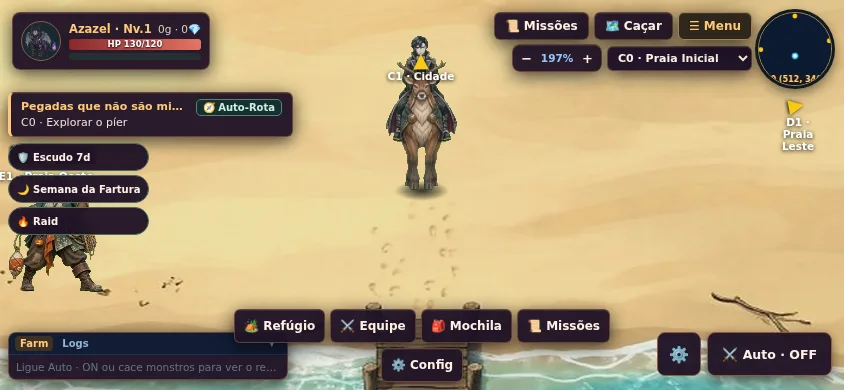 Azazel · Nv.1 0g · 0💎
HP 130/120
📜 Missões 🗺️ Caçar ☰ Menu
− 197% + C0 · Praia Inicial
C1 · Cidade
D1 ·
Praia
Leste
Pegadas que não são mi... 🧭 Auto-Rota
C0 · Explorar o píer
🛡️ Escudo 7d
🌙 Semana da Fartura
🔥 Raid
🏕️ Refúgio ⚔️ Equipe 🎒 Mochila 📜 Missões
Farm Logs
Ligue Auto · ON ou cace monstros para ver o re...
⚙️ Config
⚔️ Auto · OFF